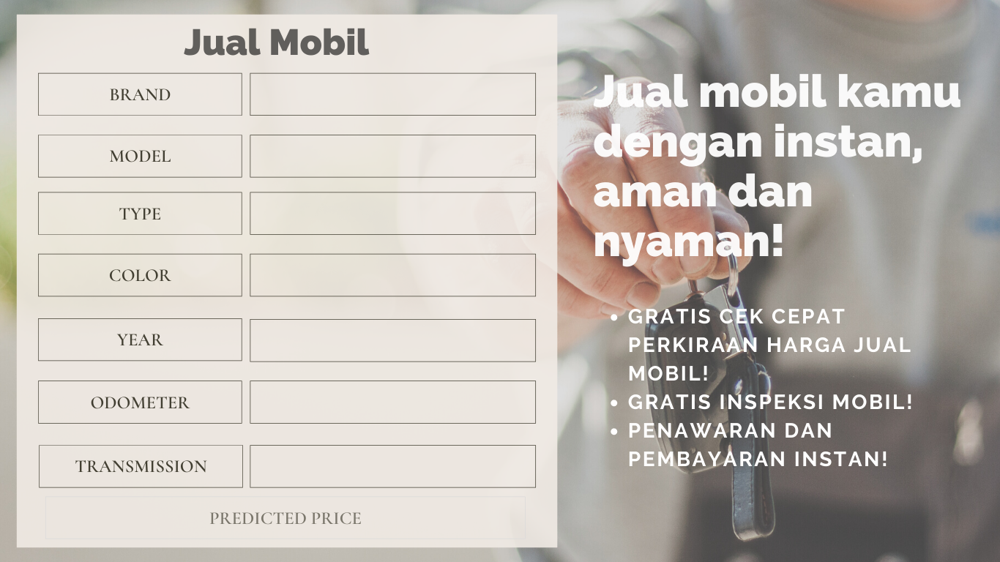 Jual Mobil
BRAND
MODEL
TYPE
COLOR
YEAR
ODOMETER
TRANSMISSION
PREDICTED PRICE
Jual mobil kamu
dengan instan,
aman dan
nyaman!
• GRATIS CEK CEPAT
PERKIRAAN HARGA JUAL
MOBIL!
• GRATIS INSPEKSI MOBIL!
• PENAWARAN DAN
PEMBAYARAN INSTAN!